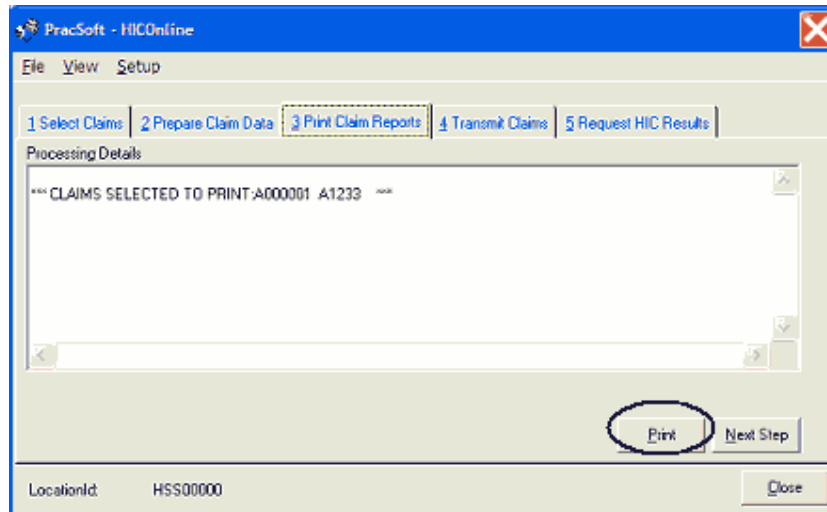 PracSoft - HICOnline
File View Setup
1 Select Claims 2 Prepare Claim Data 3 Print Claim Reports 4 Transmit Claims 5 Request HIC Results
Processing Details
*** CLAIMS SELECTED TO PRINT:A000001 A1233 ***
Print Next Step
LocationId: HSS00000 Close